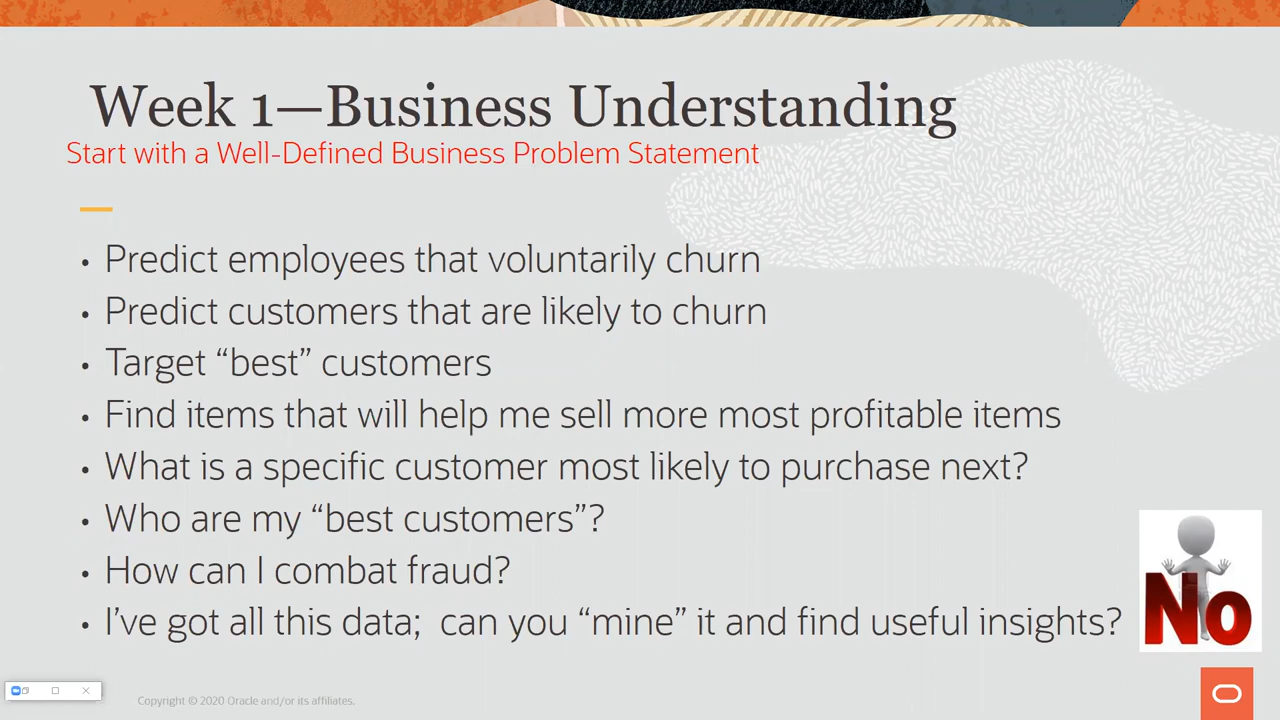 Week 1—Business Understanding
Start with a Well-Defined Business Problem Statement
• Predict employees that voluntarily churn
• Predict customers that are likely to churn
• Target “best” customers
• Find items that will help me sell more most profitable items
• What is a specific customer most likely to purchase next?
• Who are my “best customers”?
• How can I combat fraud?
• I’ve got all this data;  can you “mine” it and find useful insights?
No
Copyright © 2020 Oracle and/or its affiliates.